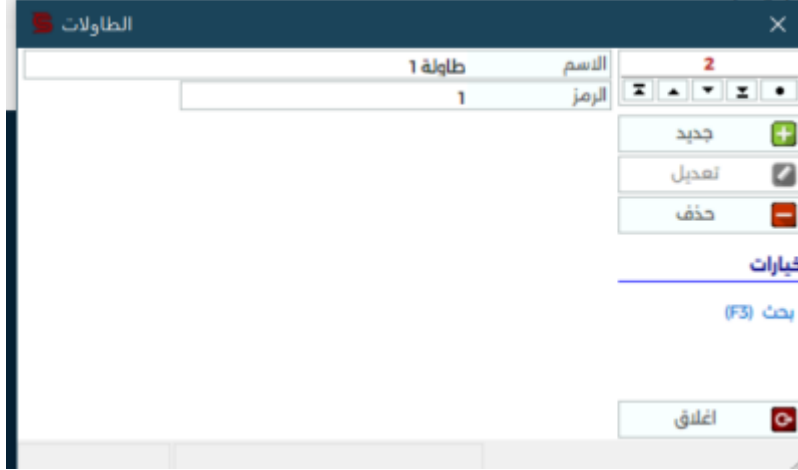 الطاولات
2
الاسم طاولة 1
الرمز 1
جديد
تعديل
حذف
خيارات
بحث (F3)
اغلاق